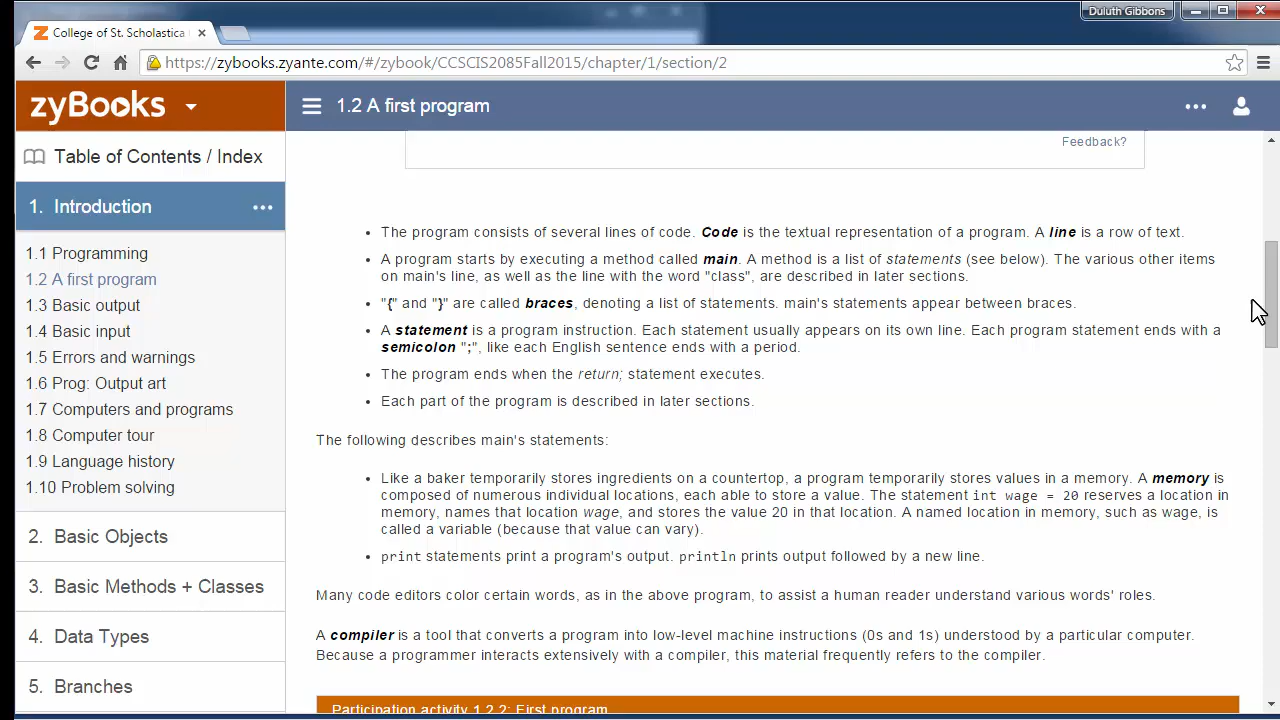 Duluth Gibbons
College of St. Scholastica
https://zybooks.zyante.com/#/zybook/CCSCIS2085Fall2015/chapter/1/section/2
zyBooks
1.2 A first program
Table of Contents / Index
1. Introduction
1.1 Programming
1.2 A first program
1.3 Basic output
1.4 Basic input
1.5 Errors and warnings
1.6 Prog: Output art
1.7 Computers and programs
1.8 Computer tour
1.9 Language history
1.10 Problem solving
2. Basic Objects
3. Basic Methods + Classes
4. Data Types
5. Branches
Feedback?
• The program consists of several lines of code. Code is the textual representation of a program. A line is a row of text.
• A program starts by executing a method called main. A method is a list of statements (see below). The various other items
on main's line, as well as the line with the word "class", are described in later sections.
• "{" and "}" are called braces, denoting a list of statements. main's statements appear between braces.
• A statement is a program instruction. Each statement usually appears on its own line. Each program statement ends with a
semicolon ";", like each English sentence ends with a period.
• The program ends when the return; statement executes.
• Each part of the program is described in later sections.
The following describes main's statements:
• Like a baker temporarily stores ingredients on a countertop, a program temporarily stores values in a memory. A memory is
composed of numerous individual locations, each able to store a value. The statement int wage = 20 reserves a location in
memory, names that location wage, and stores the value 20 in that location. A named location in memory, such as wage, is
called a variable (because that value can vary).
• print statements print a program's output. println prints output followed by a new line.
Many code editors color certain words, as in the above program, to assist a human reader understand various words' roles.
A compiler is a tool that converts a program into low-level machine instructions (0s and 1s) understood by a particular computer.
Because a programmer interacts extensively with a compiler, this material frequently refers to the compiler.
Participation activity 1.2.2: First program